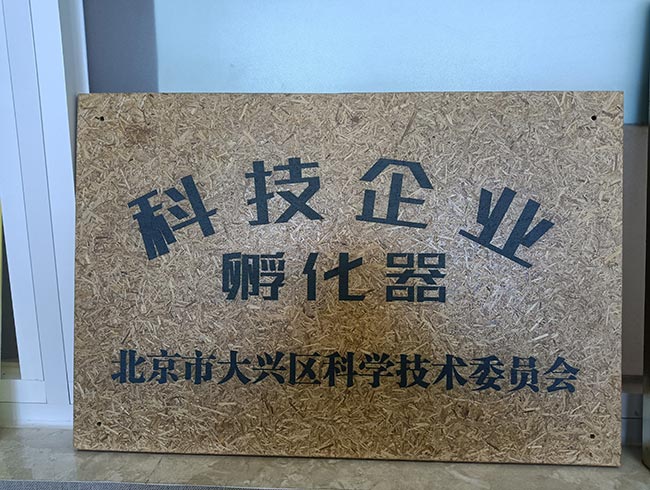 科技企业
孵化器
北京市大兴区科学技术委员会